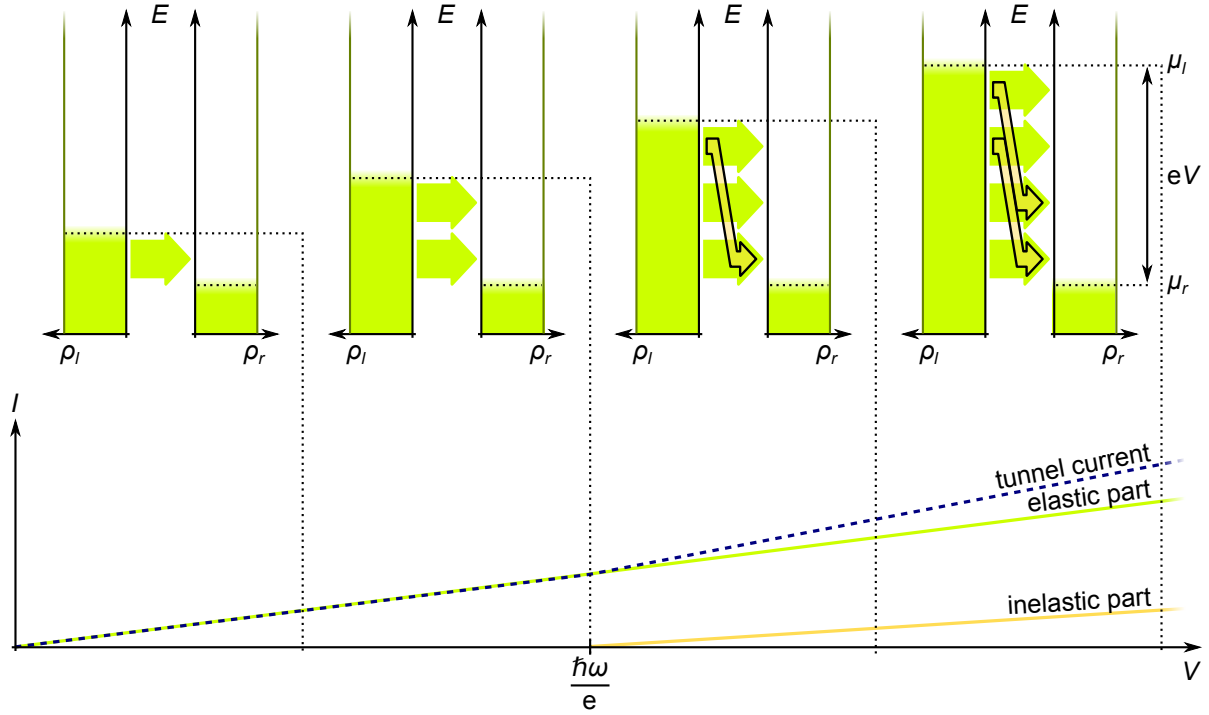 E
E
E
E
μl
eV
μr
ρl
ρr
ρl
ρr
ρl
ρr
ρl
ρr
I
tunnel current
elastic part
inelastic part
ħω
e
V